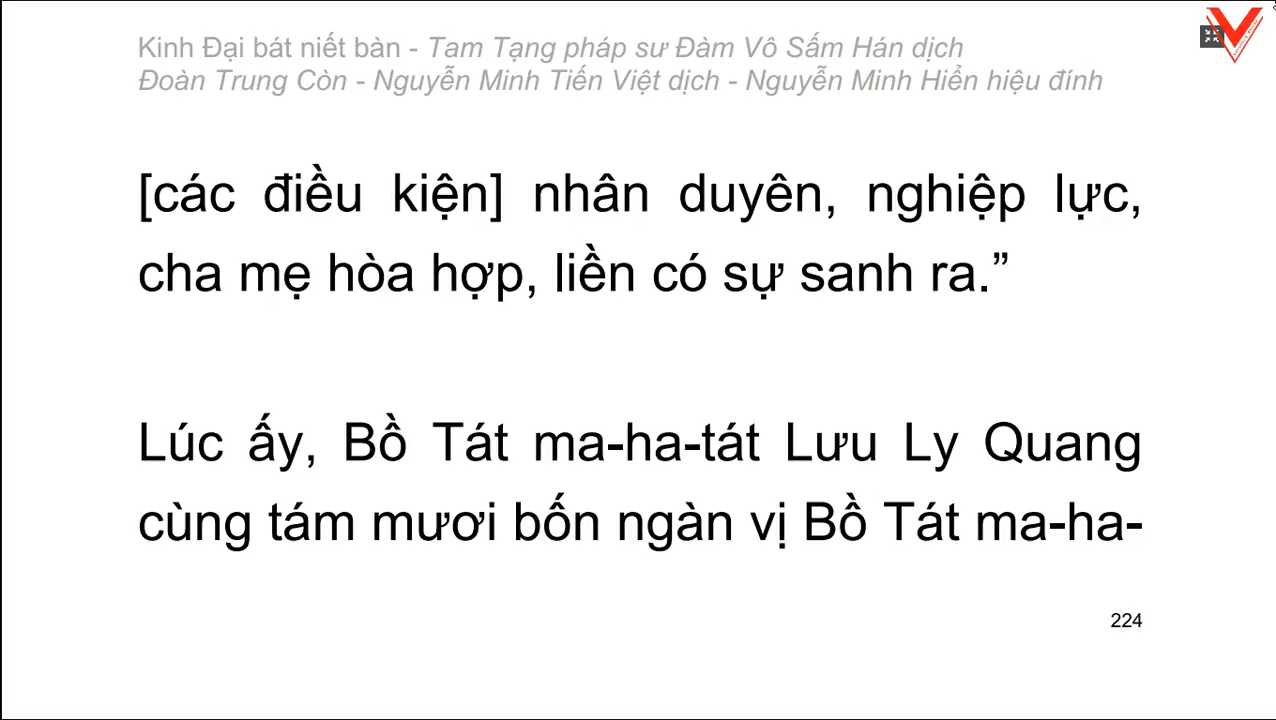 Kinh Đại bát niết bàn - Tam Tạng pháp sư Đàm Vô Sấm Hán dịch
Đoàn Trung Còn - Nguyễn Minh Tiến Việt dịch - Nguyễn Minh Hiển hiệu đính
[các điều kiện] nhân duyên, nghiệp lực,
cha mẹ hòa hợp, liền có sự sanh ra.”
Lúc ấy, Bồ Tát ma-ha-tát Lưu Ly Quang
cùng tám mươi bốn ngàn vị Bồ Tát ma-ha-
224